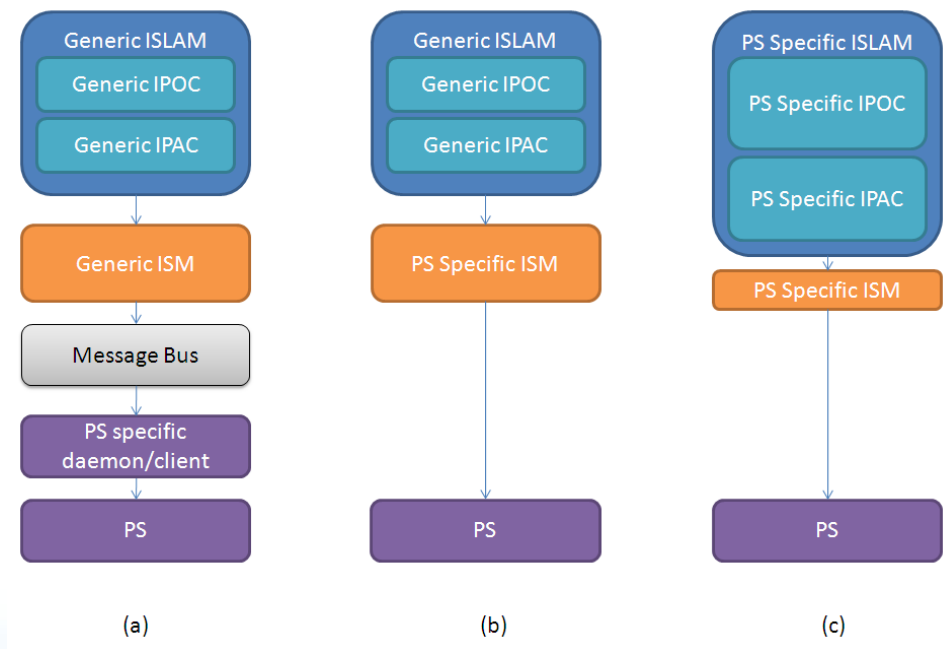 Generic ISLAM
Generic IPOC
Generic IPAC
Generic ISM
Message Bus
PS specific
daemon/client
PS
(a)
Generic ISLAM
Generic IPOC
Generic IPAC
PS Specific ISM
PS
(b)
PS Specific ISLAM
PS Specific IPOC
PS Specific IPAC
PS Specific ISM
PS
(c)